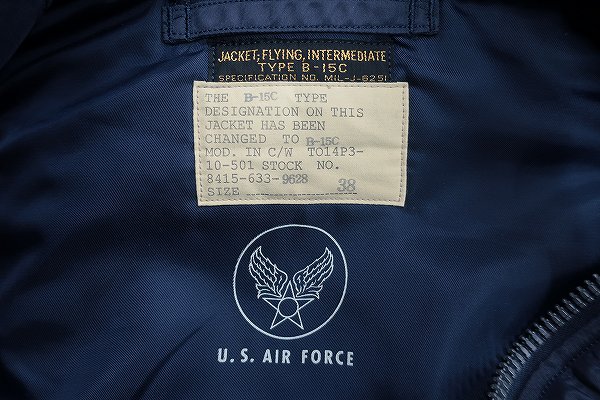 JACKET, FLYING, INTERMEDIATE
TYPE B-15C
SPECIFICATION NO. MIL-J-6251
THE B-15C TYPE
DESIGNATION ON THIS
JACKET HAS BEEN
CHANGED TO B-15C
MOD. IN C/W TO14P3-
10-501 STOCK NO.
8415-633-9628
SIZE 38
U.S. AIR FORCE